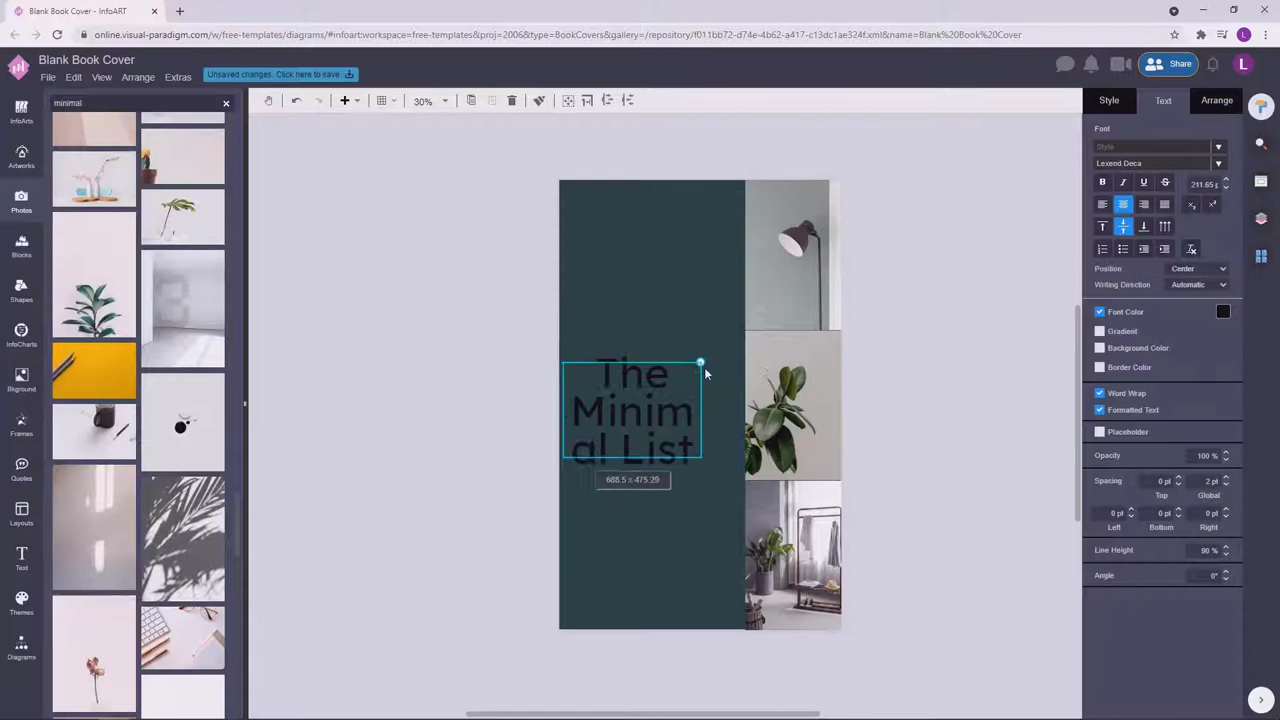 Blank Book Cover - InfoART
online.visual-paradigm.com/w/free-templates/diagrams/#infoart:workspace=free-templates&proj=2006&type=BookCovers&gallery=/repository/f011bb72-d74e-4b62-a417-c13dc1ae324f.xml&name=Blank%20Book%20Cover
L
Blank Book Cover
File Edit View Arrange Extras
Unsaved changes. Click here to save.
Share
L
minimal
30%
InfoArts
Artworks
Photos
Blocks
Shapes
InfoCharts
Bkground
Frames
Quotes
Layouts
Text
Themes
Diagrams
The
Minim
al List
688.5 x 475.29
Style Text Arrange
Font
Style
Lexend Deca
B I U S 211.65 p
Position Center
Writing Direction Automatic
Font Color
Gradient
Background Color
Border Color
Word Wrap
Formatted Text
Placeholder
Opacity 100 %
Spacing 0 pt 2 pt
Top Global
0 pt 0 pt 0 pt
Left Bottom Right
Line Height 90 %
Angle 0°